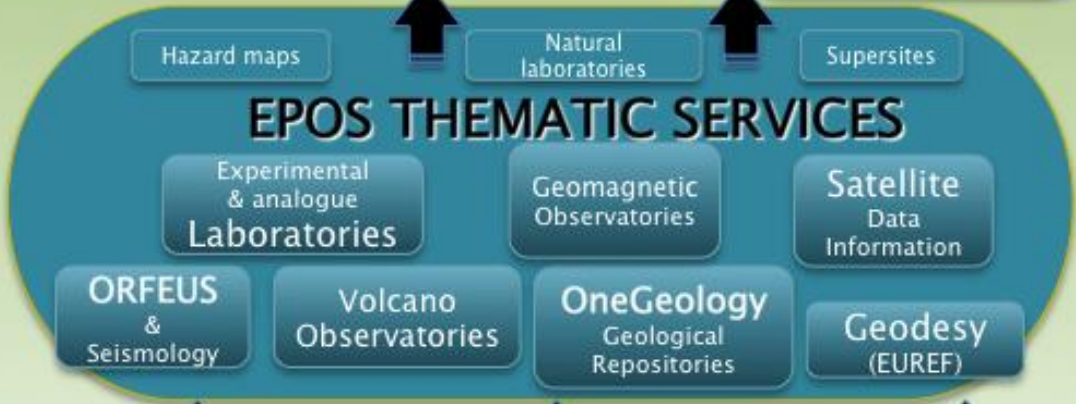 Hazard maps
Natural
laboratories
Supersites
EPOS THEMATIC SERVICES
Experimental
& analogue
Laboratories
Geomagnetic
Observatories
Satellite
Data
Information
ORFEUS
&
Seismology
Volcano
Observatories
OneGeology
Geological
Repositories
Geodesy
(EUREF)